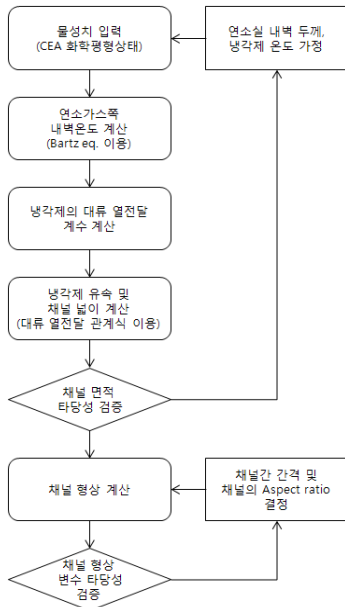 물성치 입력
(CEA 화학평형상태)
연소실 내벽 두께,
냉각제 온도 가정
연소가스쪽
내벽온도 계산
(Bartz eq. 이용)
냉각제의 대류 열전달
계수 계산
냉각제 유속 및
채널 넓이 계산
(대류 열전달 관계식 이용)
채널 면적
타당성 검증
채널 형상 계산
채널간 간격 및
채널의 Aspect ratio
결정
채널 형상
변수 타당성
검증